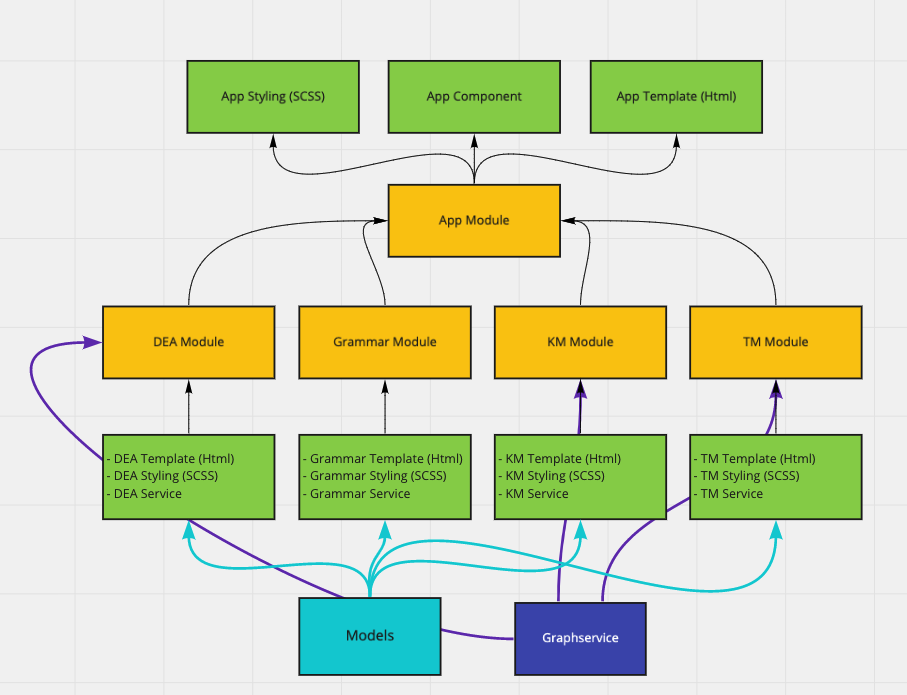 App Styling (SCSS)
App Component
App Template (Html)
App Module
DEA Module
Grammar Module
KM Module
TM Module
- DEA Template (Html)
- DEA Styling (SCSS)
- DEA Service
- Grammar Template (Html)
- Grammar Styling (SCSS)
- Grammar Service
- KM Template (Html)
- KM Styling (SCSS)
- KM Service
- TM Template (Html)
- TM Styling (SCSS)
- TM Service
Models
Graphservice